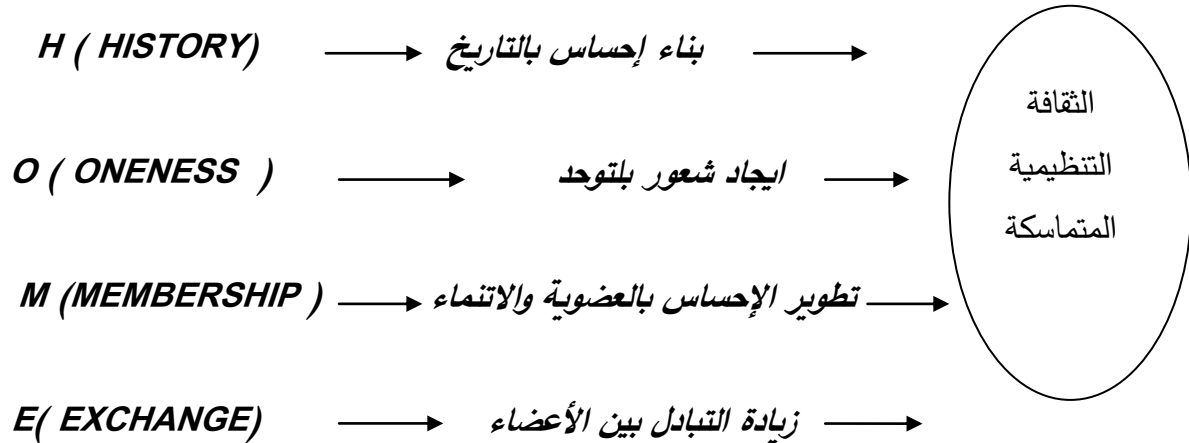 H ( HISTORY) بناء إحساس بالتاريخ
O ( ONENESS ) ايجاد شعور بلتوحد
M (MEMBERSHIP ) تطوير الإحساس بالعضوية والاتنماء
E( EXCHANGE) زيادة التبادل بين الأعضاء
الثقافة
التنظيمية
المتماسكة